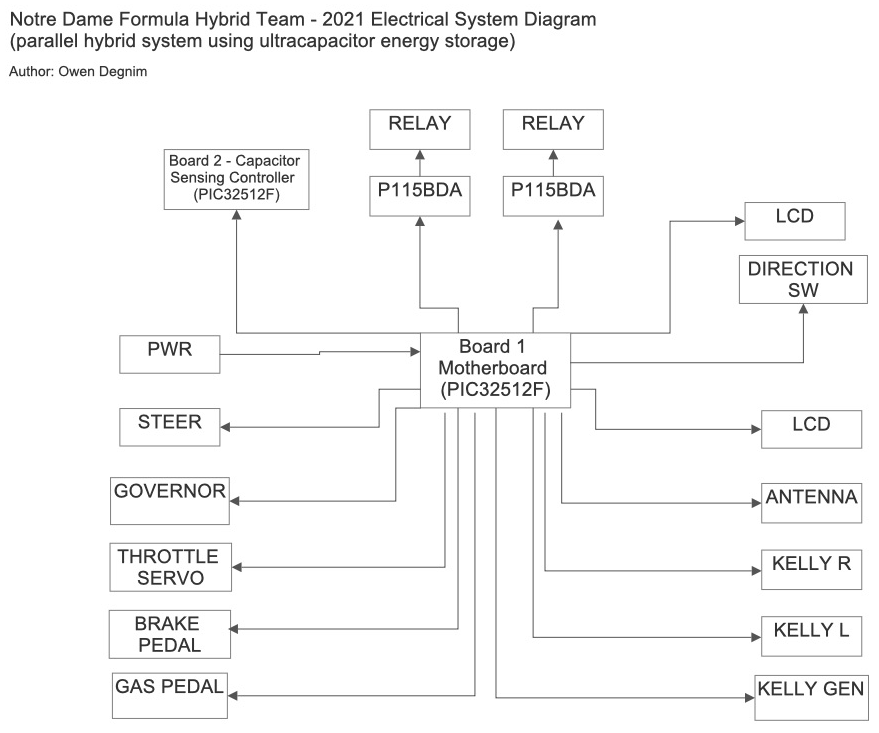 Notre Dame Formula Hybrid Team - 2021 Electrical System Diagram
(parallel hybrid system using ultracapacitor energy storage)
Author: Owen Degnim
RELAY
RELAY
Board 2 - Capacitor
Sensing Controller
(PIC32512F)
P115BDA
P115BDA
LCD
DIRECTION
SW
PWR
Board 1
Motherboard
(PIC32512F)
STEER
LCD
GOVERNOR
ANTENNA
THROTTLE
SERVO
KELLY R
BRAKE
PEDAL
KELLY L
GAS PEDAL
KELLY GEN